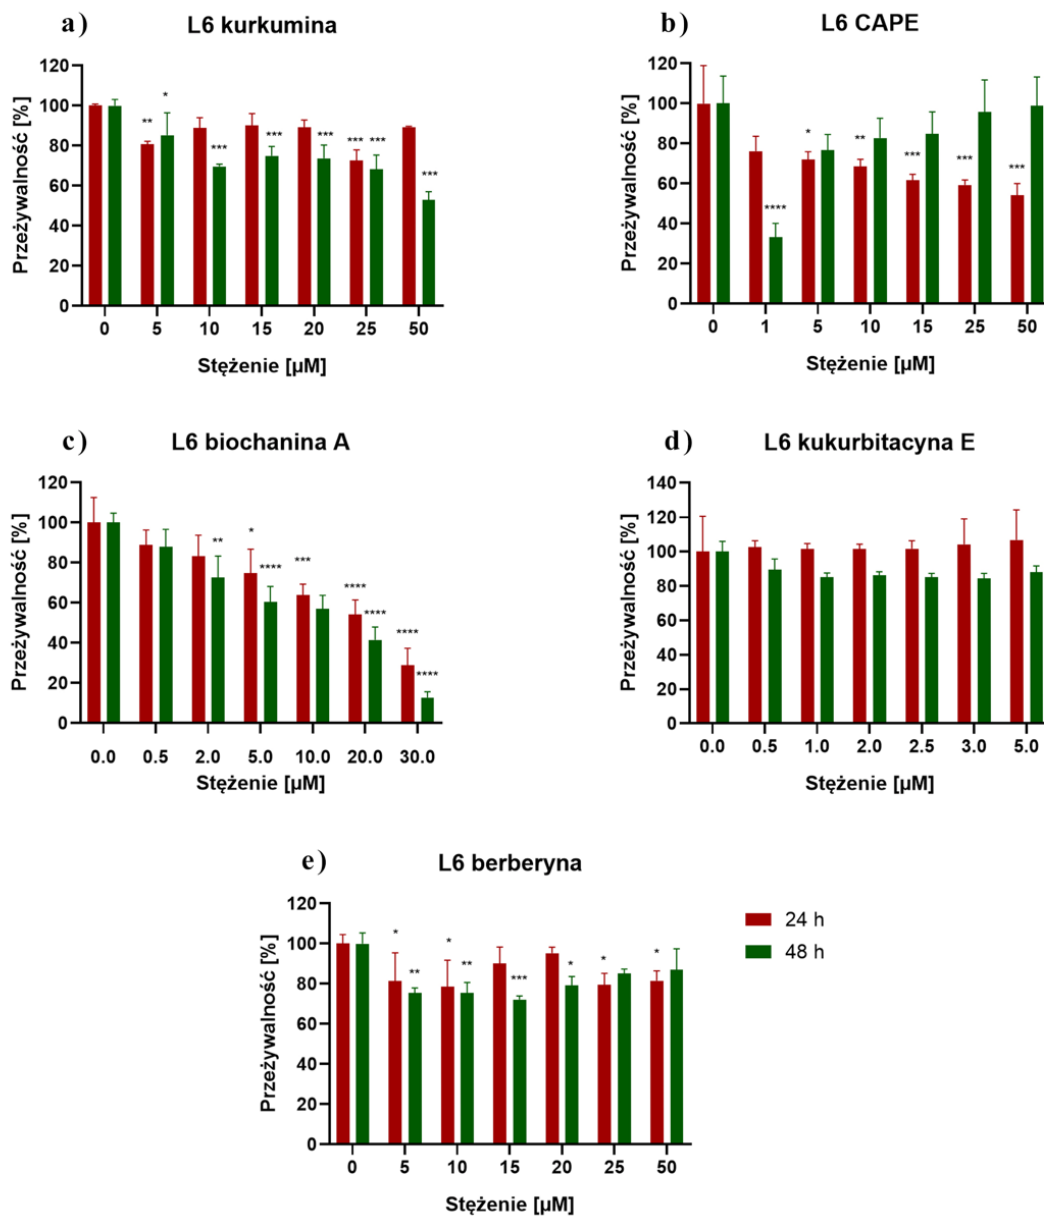 a)
L6 kurkumina
Przeżywalność [%]
120
100
80
60
40
20
0
** * *** *** *** *** *** ***
0 5 10 15 20 25 50
Stężenie [µM]
b)
L6 CAPE
Przeżywalność [%]
120
100
80
60
40
20
0
**** * ** *** *** ***
0 1 5 10 15 25 50
Stężenie [µM]
c)
L6 biochanina A
Przeżywalność [%]
120
100
80
60
40
20
0
** * **** *** **** **** **** ****
0.0 0.5 2.0 5.0 10.0 20.0 30.0
Stężenie [µM]
d)
L6 kukurbitacyna E
Przeżywalność [%]
140
120
100
80
60
40
20
0
0.0 0.5 1.0 2.0 2.5 3.0 5.0
Stężenie [µM]
e)
L6 berberyna
Przeżywalność [%]
120
100
80
60
40
20
0
* ** * ** *** * * *
0 5 10 15 20 25 50
Stężenie [µM]
24 h
48 h